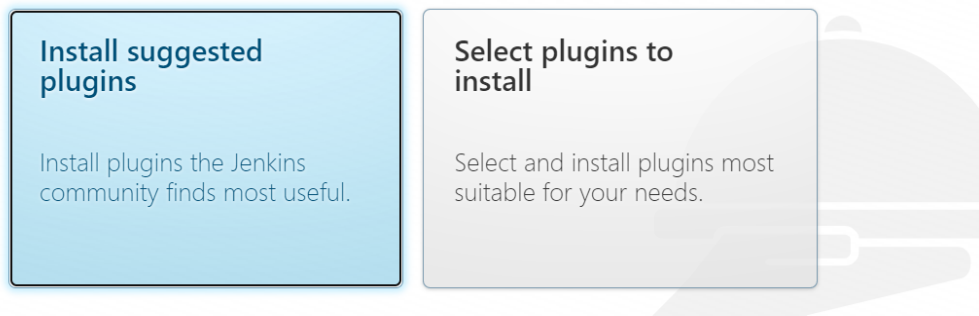 Install suggested
plugins
Install plugins the Jenkins
community finds most useful.
Select plugins to
install
Select and install plugins most
suitable for your needs.